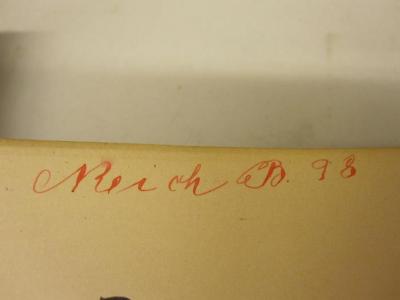 Reich B. 98